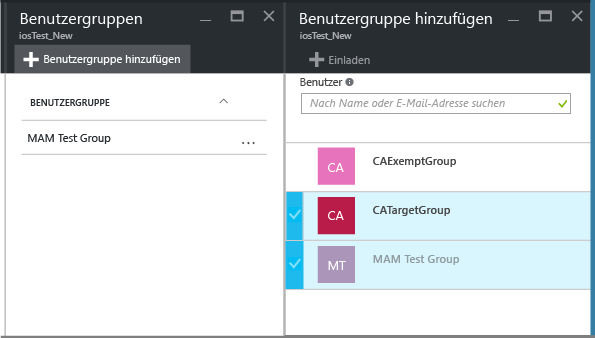 Benutzergruppen
iosTest_New
Benutzergruppe hinzufügen
BENUTZERGRUPPE
MAM Test Group
...
Benutzergruppe hinzufügen
iosTest_New
Einladen
Benutzer
Nach Name oder E-Mail-Adresse suchen
CA CAExemptGroup
CA CATargetGroup
MT MAM Test Group